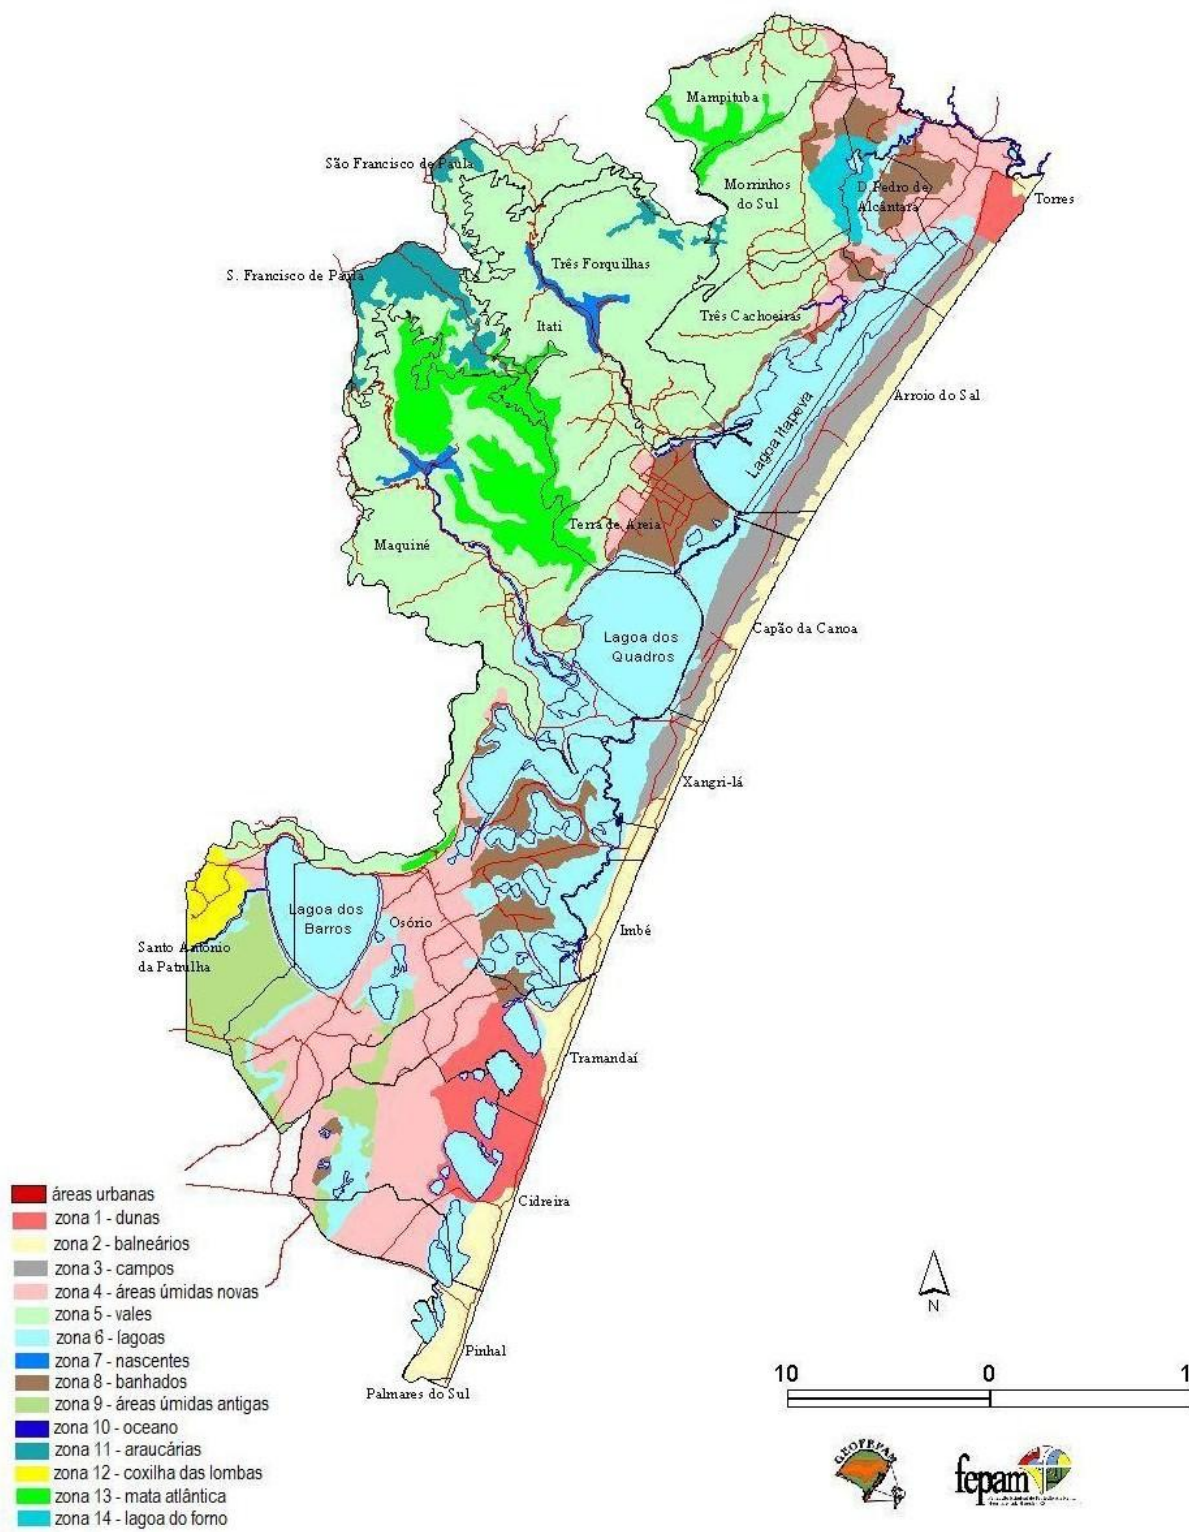 Mampituba
São Francisco de Paula
Morrinhos
do Sul
D. Pedro de
Alcântara
Torres
S. Francisco de Paula
Três Forquilhas
Itati
Três Cachoeiras
Arroio do Sal
Lagoa Itapeva
Terra de Areia
Maquiné
Capão da Canoa
Lagoa dos
Quadros
Xangri-lá
Lagoa dos
Barros
Osório
Imbé
Santo Antônio
da Patrulha
Tramandaí
Cidreira
Pinhal
Palmares do Sul
áreas urbanas
zona 1 - dunas
zona 2 - balneários
zona 3 - campos
zona 4 - áreas úmidas novas
zona 5 - vales
zona 6 - lagoas
zona 7 - nascentes
zona 8 - banhados
zona 9 - áreas úmidas antigas
zona 10 - oceano
zona 11 - araucárias
zona 12 - coxilha das lombas
zona 13 - mata atlântica
zona 14 - lagoa do forno
N
10 0 1
GEOFEPAM
fepam